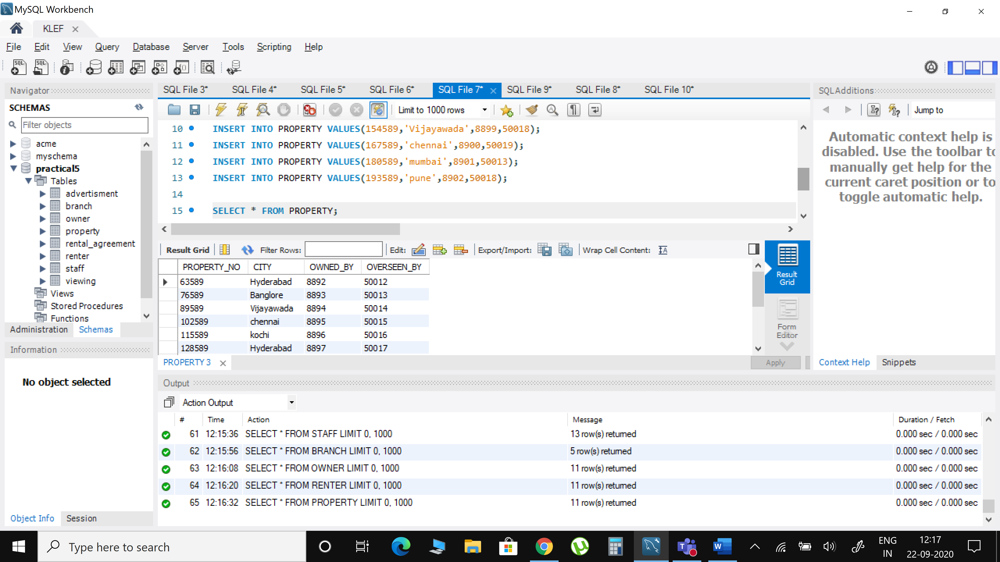 MySQL Workbench
KLEF
File Edit View Query Database Server Tools Scripting Help
Navigator
SCHEMAS
Filter objects
acme
myschema
practical5
Tables
advertisment
branch
owner
property
rental_agreement
renter
staff
viewing
Views
Stored Procedures
Functions
Administration Schemas
Information
No object selected
Object Info Session
SQL File 3* SQL File 4* SQL File 5* SQL File 6* SQL File 7* SQL File 9* SQL File 8* SQL File 10*
Limit to 1000 rows
10 INSERT INTO PROPERTY VALUES(154589,'Vijayawada',8899,50018);
11 INSERT INTO PROPERTY VALUES(167589,'chennai',8900,50019);
12 INSERT INTO PROPERTY VALUES(180589,'mumbai',8901,50013);
13 INSERT INTO PROPERTY VALUES(193589,'pune',8902,50018);
14
15 SELECT * FROM PROPERTY;
Result Grid Filter Rows: Edit: Export/Import: Wrap Cell Content:
PROPERTY_NO CITY OWNED_BY OVERSEEN_BY
63589 Hyderabad 8892 50012
76589 Banglore 8893 50013
89589 Vijayawada 8894 50014
102589 chennai 8895 50015
115589 kochi 8896 50016
128589 Hyderabad 8897 50017
Result
Grid
Form
Editor
PROPERTY 3
Apply
SQLAdditions
Jump to
Automatic context help is
disabled. Use the toolbar to
manually get help for the
current caret position or to
toggle automatic help.
Context Help Snippets
Output
Action Output
# Time Action Message Duration / Fetch
61 12:15:36 SELECT * FROM STAFF LIMIT 0, 1000 13 row(s) returned 0.000 sec / 0.000 sec
62 12:15:56 SELECT * FROM BRANCH LIMIT 0, 1000 5 row(s) returned 0.000 sec / 0.000 sec
63 12:16:08 SELECT * FROM OWNER LIMIT 0, 1000 11 row(s) returned 0.000 sec / 0.000 sec
64 12:16:20 SELECT * FROM RENTER LIMIT 0, 1000 11 row(s) returned 0.000 sec / 0.000 sec
65 12:16:32 SELECT * FROM PROPERTY LIMIT 0, 1000 11 row(s) returned 0.000 sec / 0.000 sec
Type here to search
ENG
IN
12:17
22-09-2020